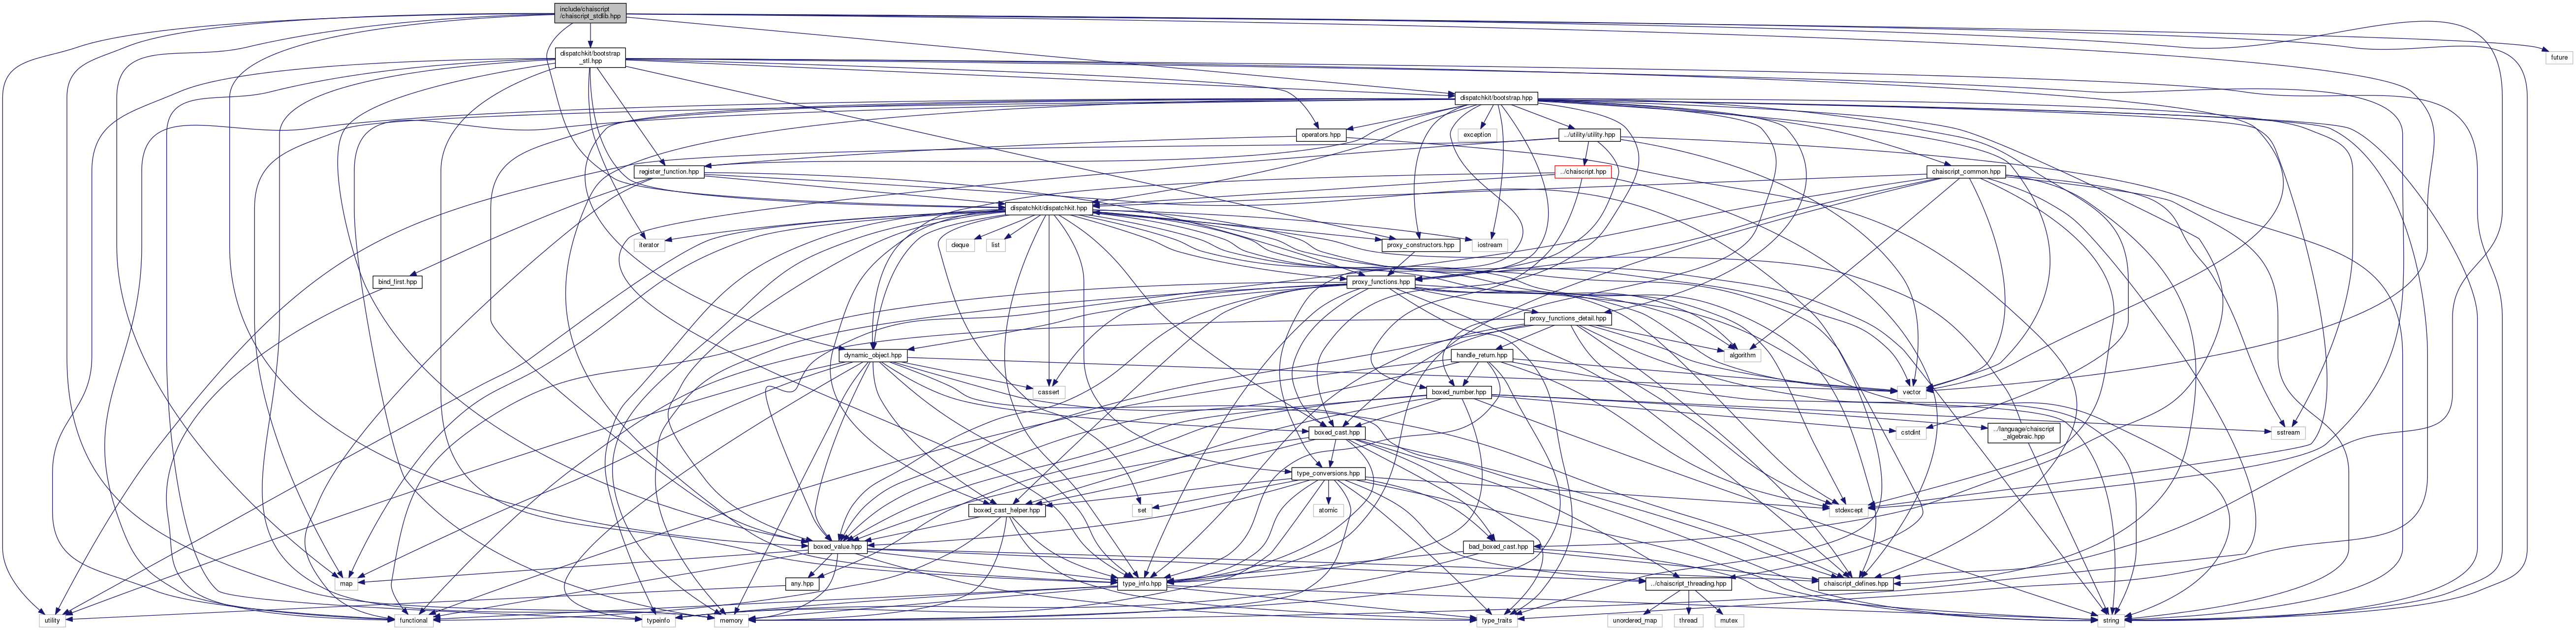 include/chaiscript
/chaiscript_stdlib.hpp
dispatchkit/bootstrap
_stl.hpp
future
dispatchkit/bootstrap.hpp
operators.hpp
exception
../utility/utility.hpp
register_function.hpp
../chaiscript.hpp
chaiscript_common.hpp
dispatchkit/dispatchkit.hpp
iterator
deque
list
proxy_constructors.hpp
iostream
bind_first.hpp
proxy_functions.hpp
proxy_functions_detail.hpp
dynamic_object.hpp
handle_return.hpp
algorithm
cassert
boxed_number.hpp
vector
boxed_cast.hpp
cstdint
../language/chaiscript
_algebraic.hpp
sstream
type_conversions.hpp
boxed_cast_helper.hpp
set
atomic
stdexcept
boxed_value.hpp
bad_boxed_cast.hpp
map
any.hpp
type_info.hpp
../chaiscript_threading.hpp
chaiscript_defines.hpp
utility
functional
typeinfo
memory
type_traits
unordered_map
thread
mutex
string